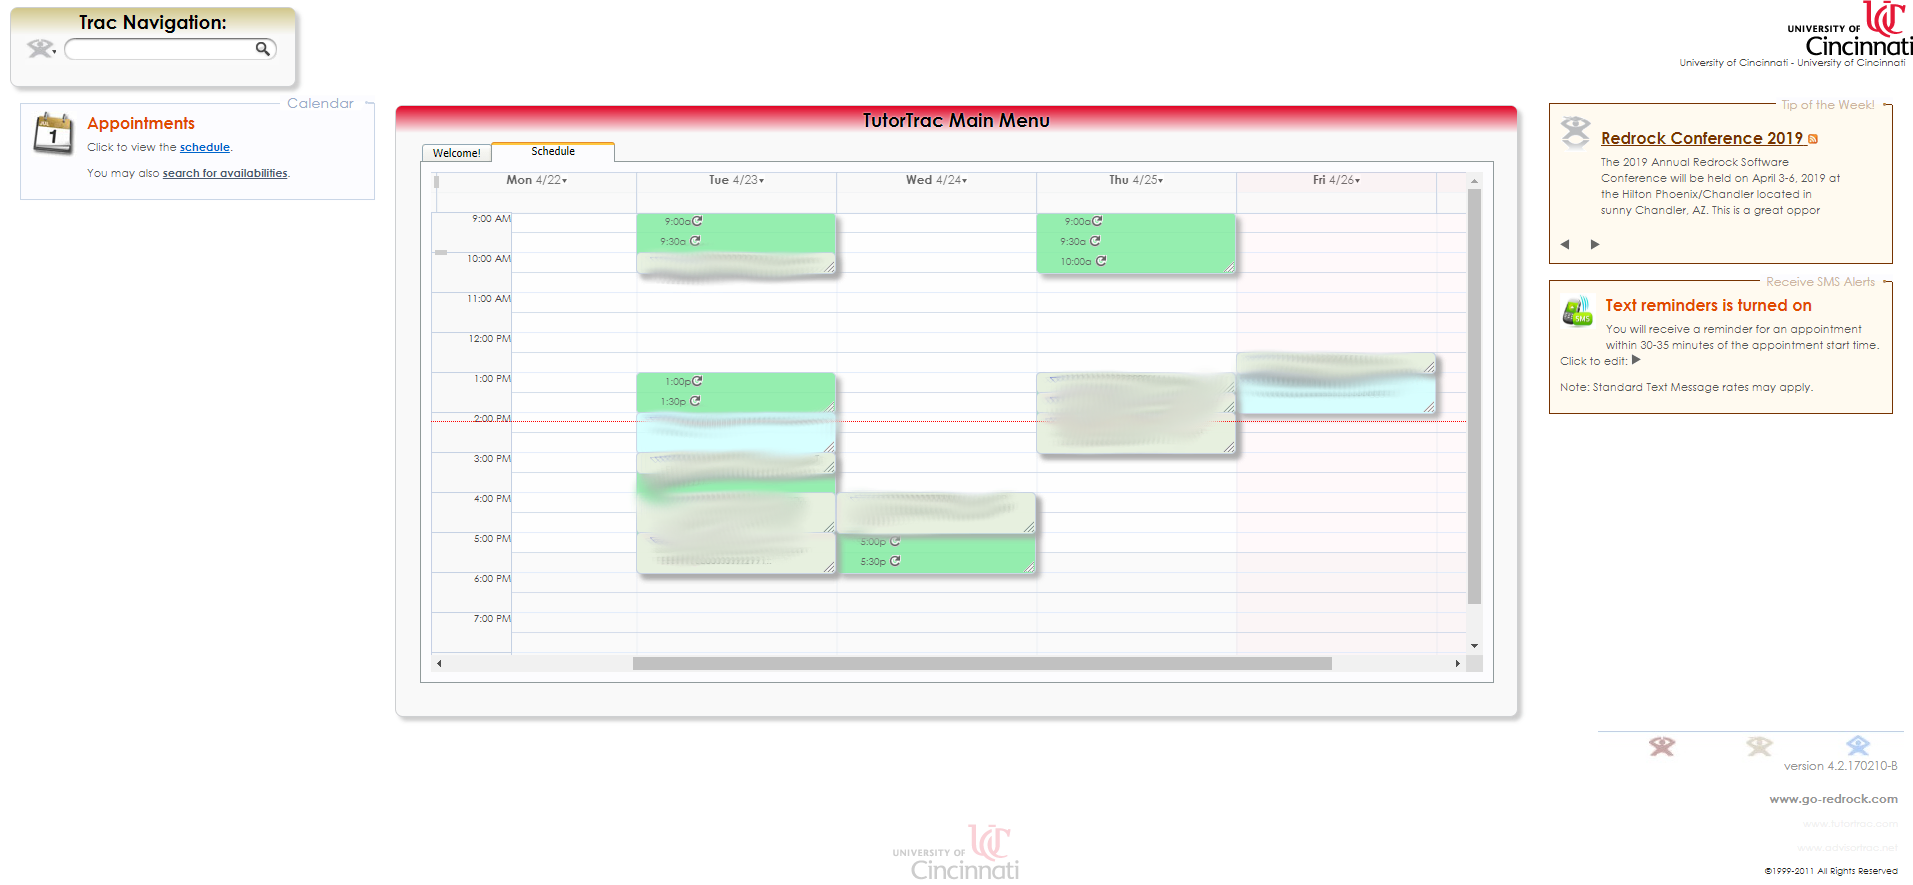 Trac Navigation:
UNIVERSITY OF
UC
Cincinnati
University of Cincinnati - University of Cincinnati
Calendar
Appointments
Click to view the schedule.
You may also search for availabilities.
TutorTrac Main Menu
Welcome!
Schedule
Mon 4/22
Tue 4/23
Wed 4/24
Thu 4/25
Fri 4/26
9:00 AM
10:00 AM
11:00 AM
12:00 PM
1:00 PM
2:00 PM
3:00 PM
4:00 PM
5:00 PM
6:00 PM
7:00 PM
9:00a
9:30a
1:00p
1:30p
5:00p
5:30p
9:00a
9:30a
10:00a
Tip of the Week!
Redrock Conference 2019
The 2019 Annual Redrock Software
Conference will be held on April 3-6, 2019 at
the Hilton Phoenix/Chandler located in
sunny Chandler, AZ. This is a great oppor
Receive SMS Alerts
SMS
Text reminders is turned on
You will receive a reminder for an appointment
within 30-35 minutes of the appointment start time.
Click to edit:
Note: Standard Text Message rates may apply.
version 4.2.170210-B
www.go-redrock.com
www.tutortrac.com
www.advisortrac.net
©1999-2011 All Rights Reserved
UNIVERSITY OF
UC
Cincinnati
1